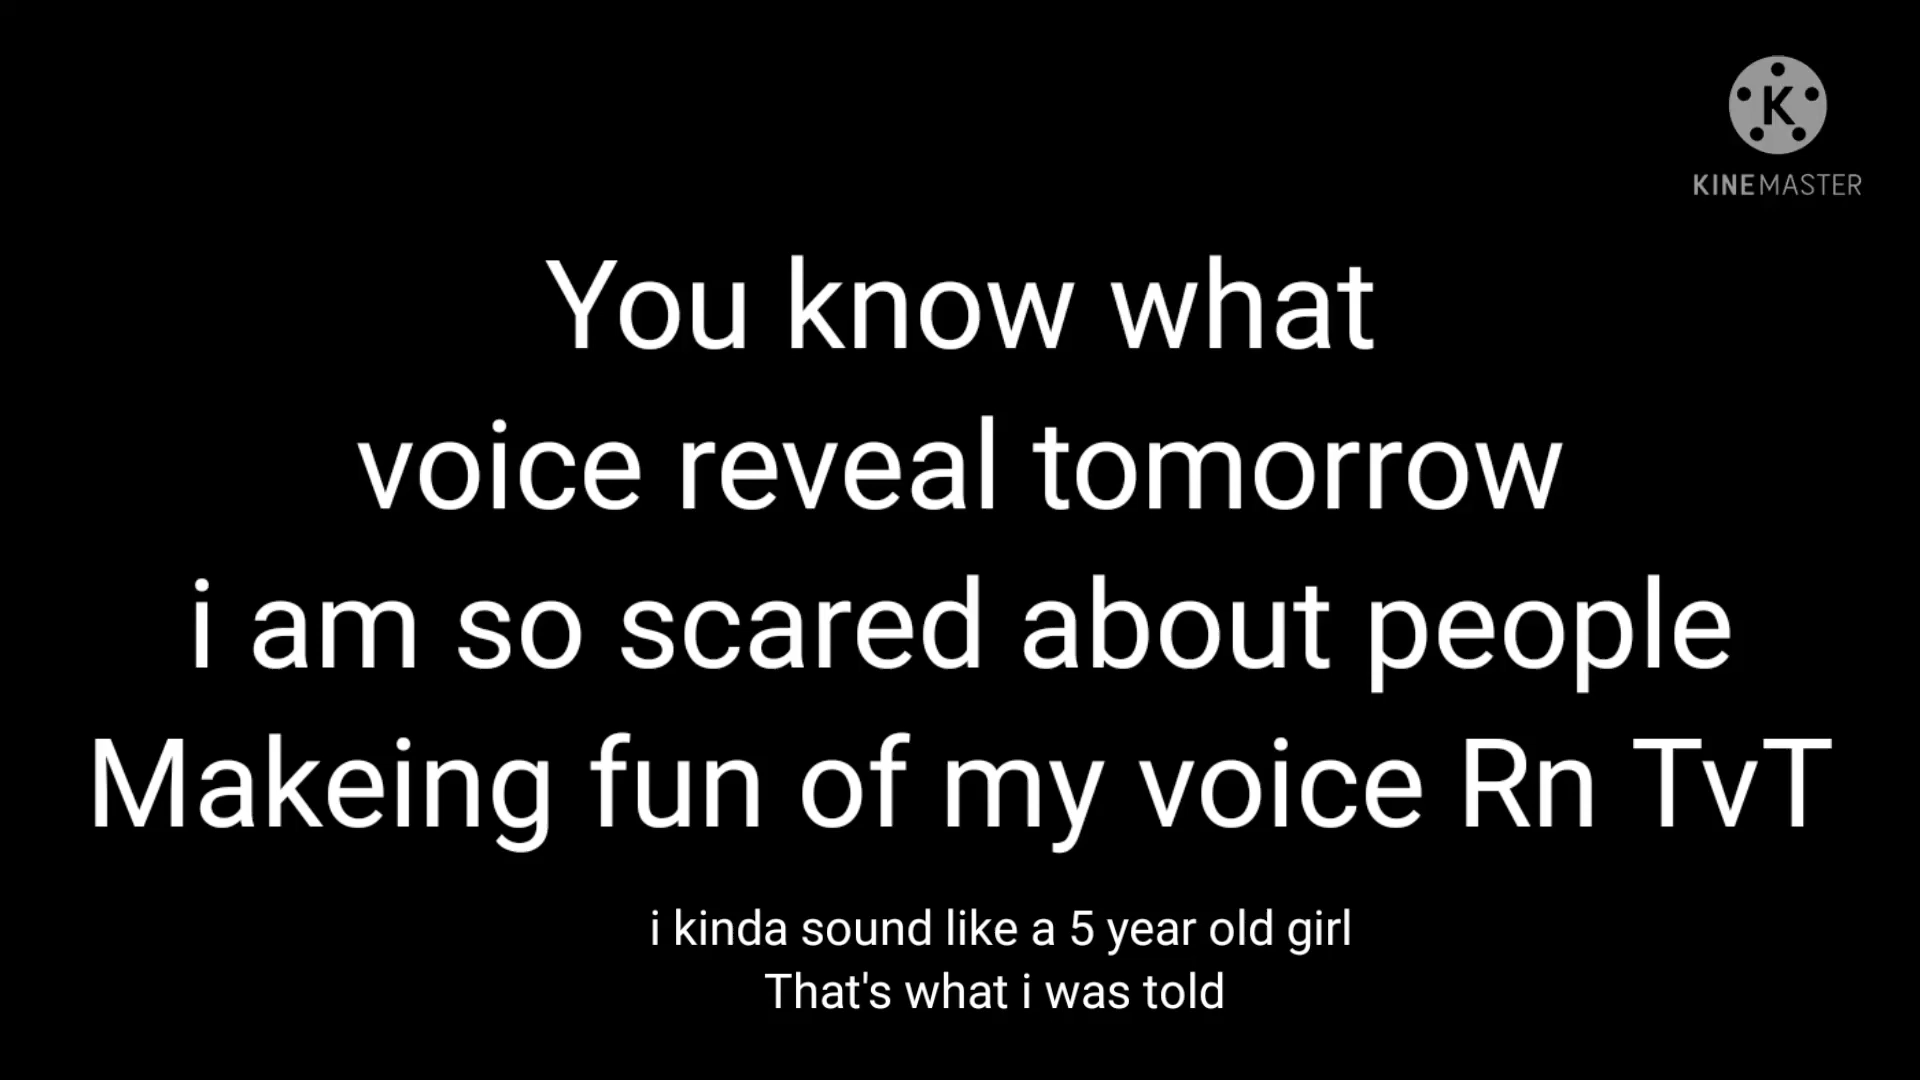 K
KINEMASTER
You know what
voice reveal tomorrow
i am so scared about people
Makeing fun of my voice Rn TvT
i kinda sound like a 5 year old girl
That's what i was told